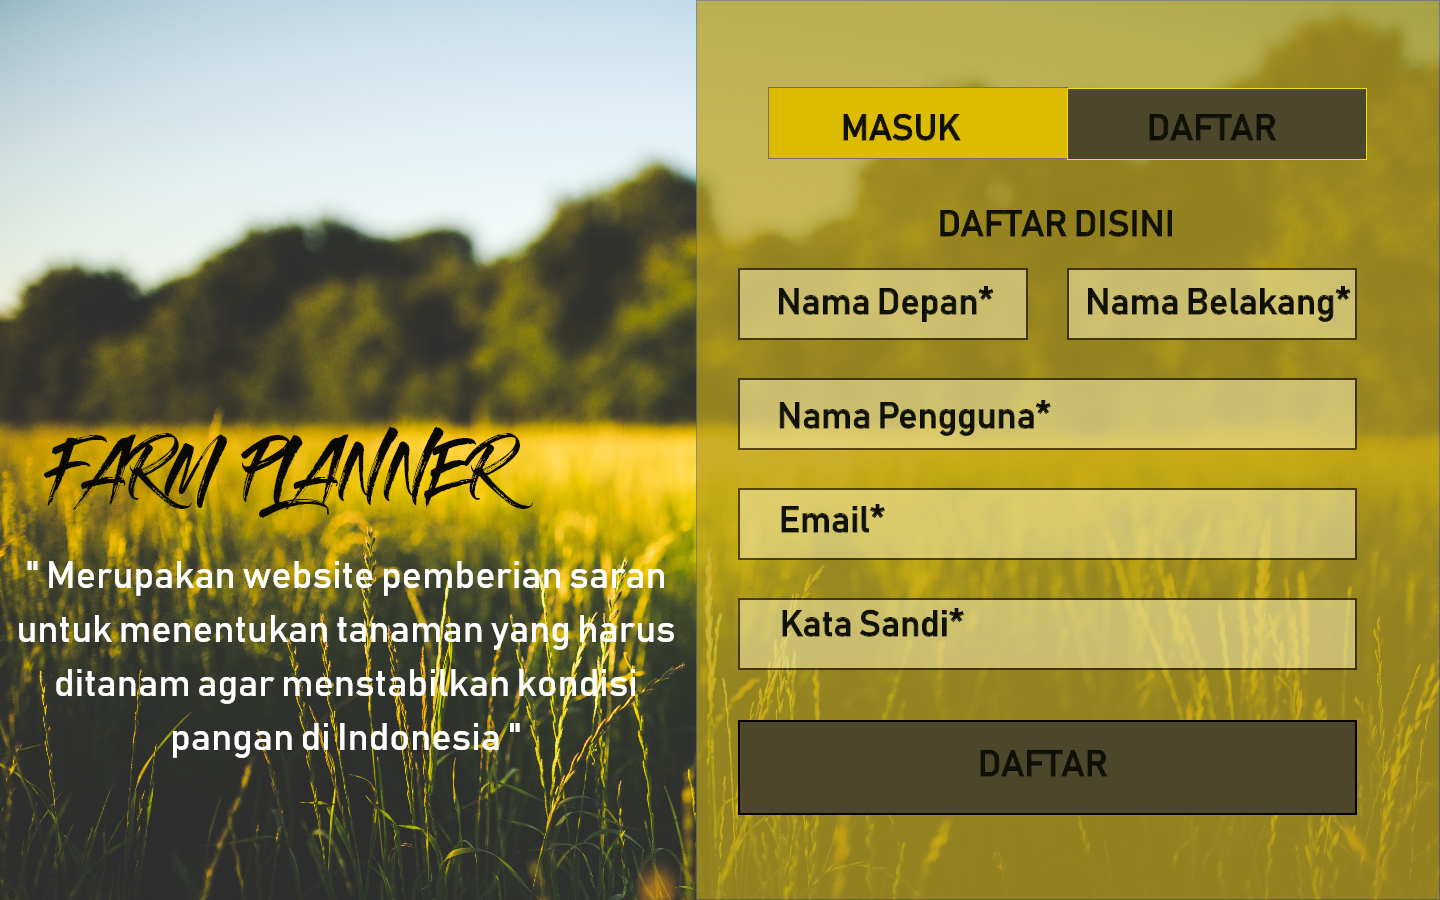 MASUK
DAFTAR
DAFTAR DISINI
Nama Depan*
Nama Belakang*
Nama Pengguna*
Email*
Kata Sandi*
DAFTAR
FARM PLANNER
" Merupakan website pemberian saran
untuk menentukan tanaman yang harus
ditanam agar menstabilkan kondisi
pangan di Indonesia "